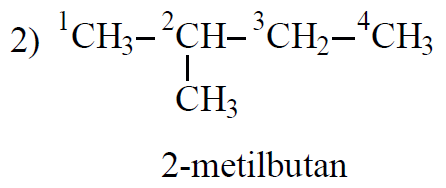 2) ¹CH₃–²CH–³CH₂–⁴CH₃
CH₃
2-metilbutan